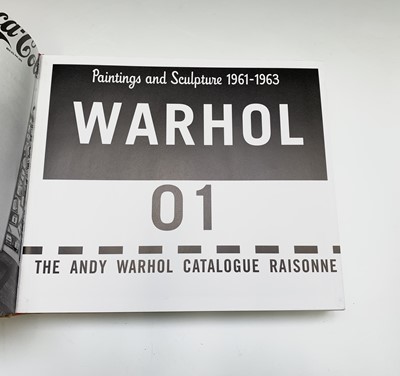 Paintings and Sculpture 1961-1963
WARHOL
01
THE ANDY WARHOL CATALOGUE RAISONNE